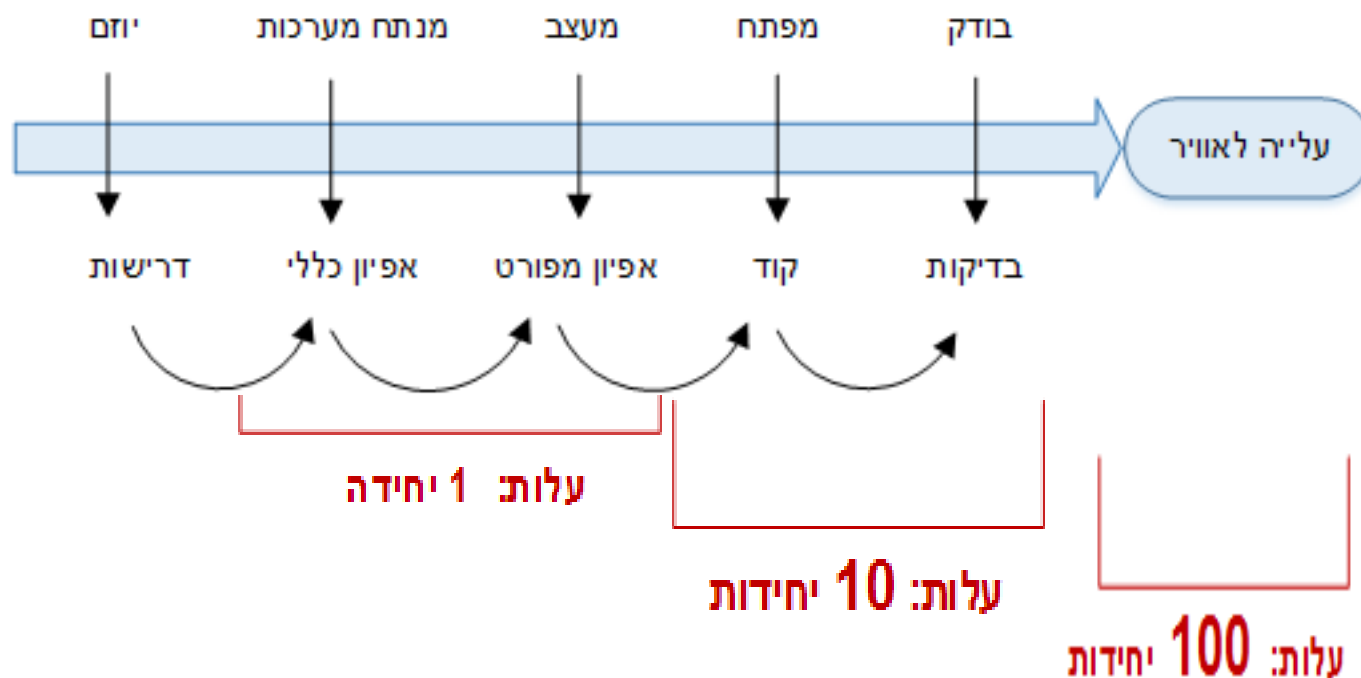 יוזם
מנתח מערכות
מעצב
מפתח
בודק
עלייה לאוויר
דרישות
אפיון כללי
אפיון מפורט
קוד
בדיקות
עלות: 1 יחידה
עלות: 10 יחידות
עלות: 100 יחידות